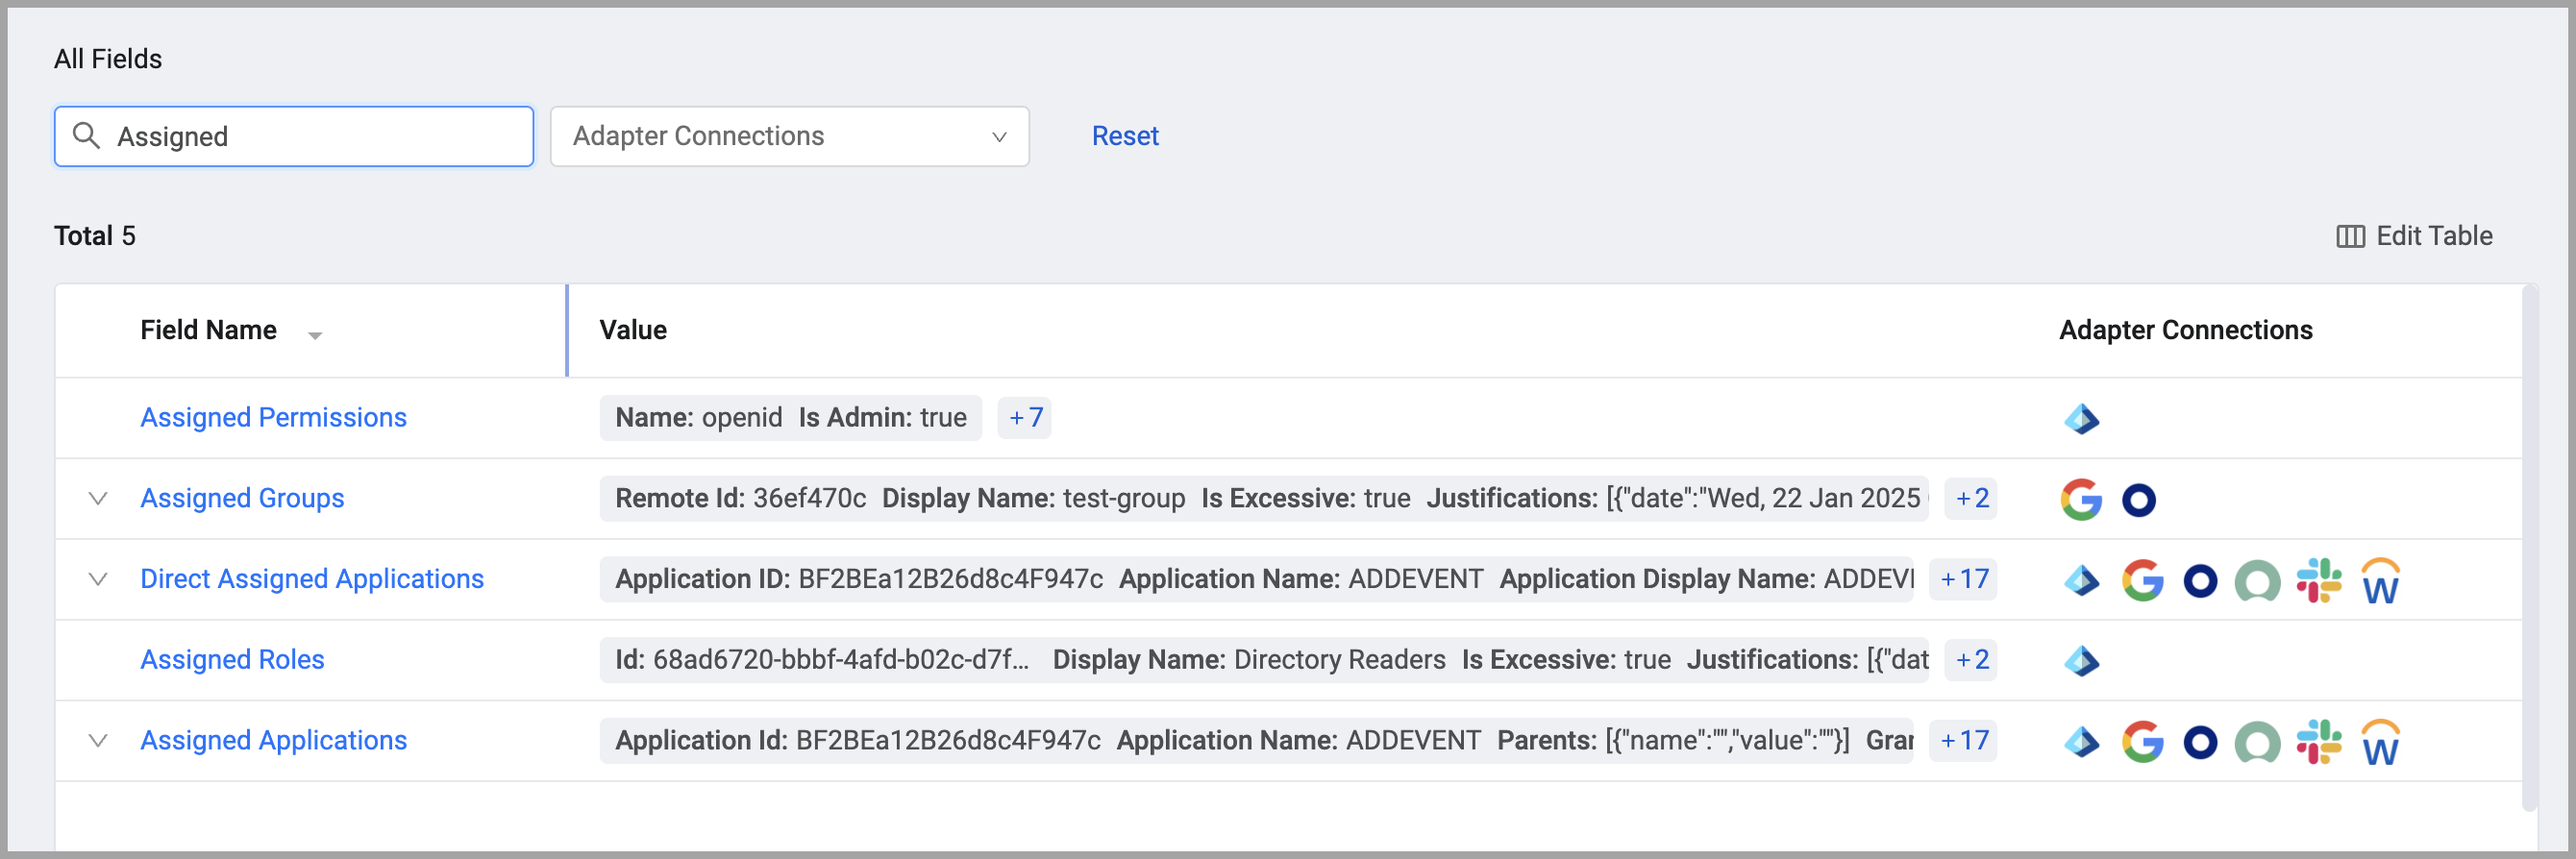 All Fields
Assigned Adapter Connections Reset
Total 5 Edit Table
Field Name Value Adapter Connections
Assigned Permissions Name: openid Is Admin: true +7
Assigned Groups Remote Id: 36ef470c Display Name: test-group Is Excessive: true Justifications: [{"date":"Wed, 22 Jan 2025 +2
Direct Assigned Applications Application ID: BF2BEa12B26d8c4F947c Application Name: ADDEVENT Application Display Name: ADDEV +17
Assigned Roles Id: 68ad6720-bbbf-4afd-b02c-d7f... Display Name: Directory Readers Is Excessive: true Justifications: [{"dat +2
Assigned Applications Application Id: BF2BEa12B26d8c4F947c Application Name: ADDEVENT Parents: [{"name":"","value":""}] Gra +17